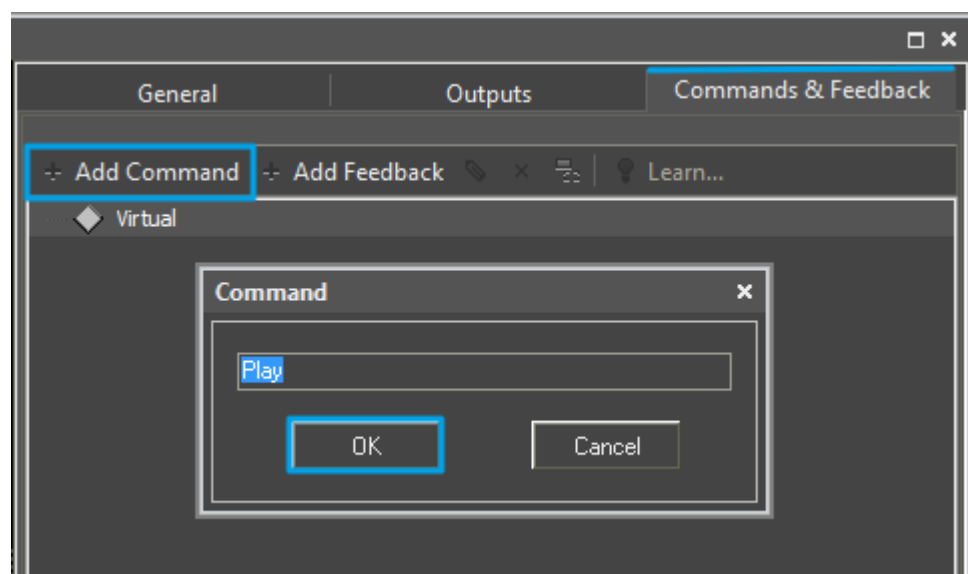 General Outputs Commands & Feedback
Add Command Add Feedback Learn...
Virtual
Command
Play
OK Cancel